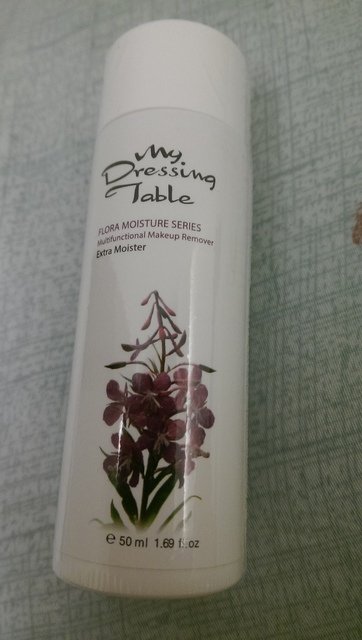 My
Dressing
Table
FLORA MOISTURE SERIES
Multifunctional Makeup Remover
Extra Moister
e 50 ml 1.69 fl.oz